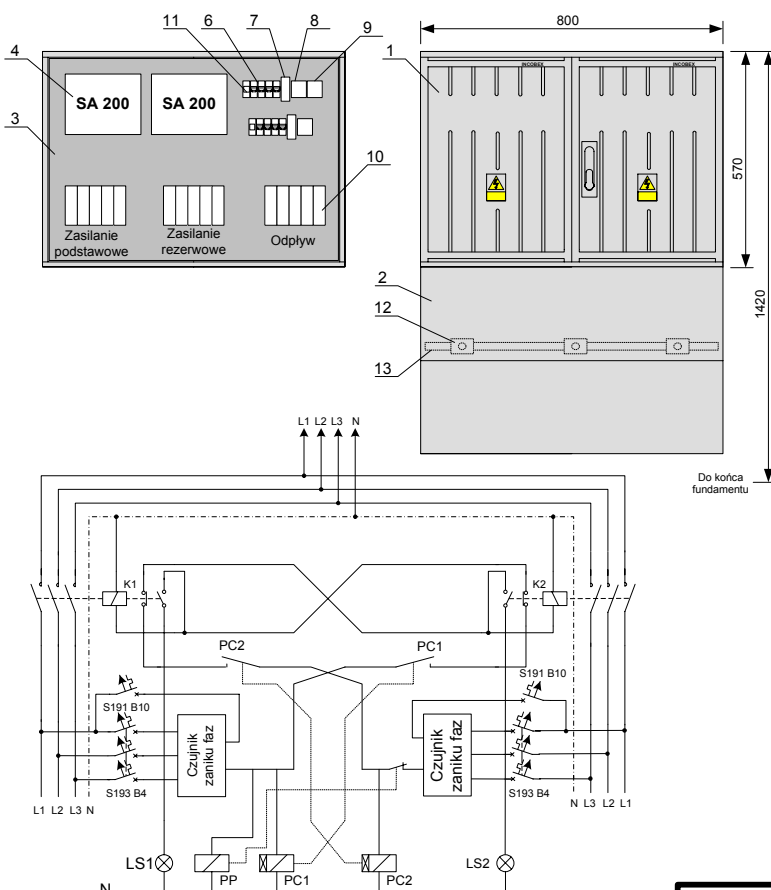 11
6
7
8
9
4
3
SA 200
SA 200
10
Zasilanie
podstawowe
Zasilanie
rezerwowe
Odpływ
800
1
INCOBEX
INCOBEX
570
1420
2
12
13
Do końca
fundamentu
L1 L2 L3 N
K1
K2
PC2
PC1
S191 B10
S191 B10
Czujnik
zaniku faz
Czujnik
zaniku faz
S193 B4
S193 B4
L1 L2 L3 N
N L3 L2 L1
LS1
PP
PC1
PC2
LS2
N